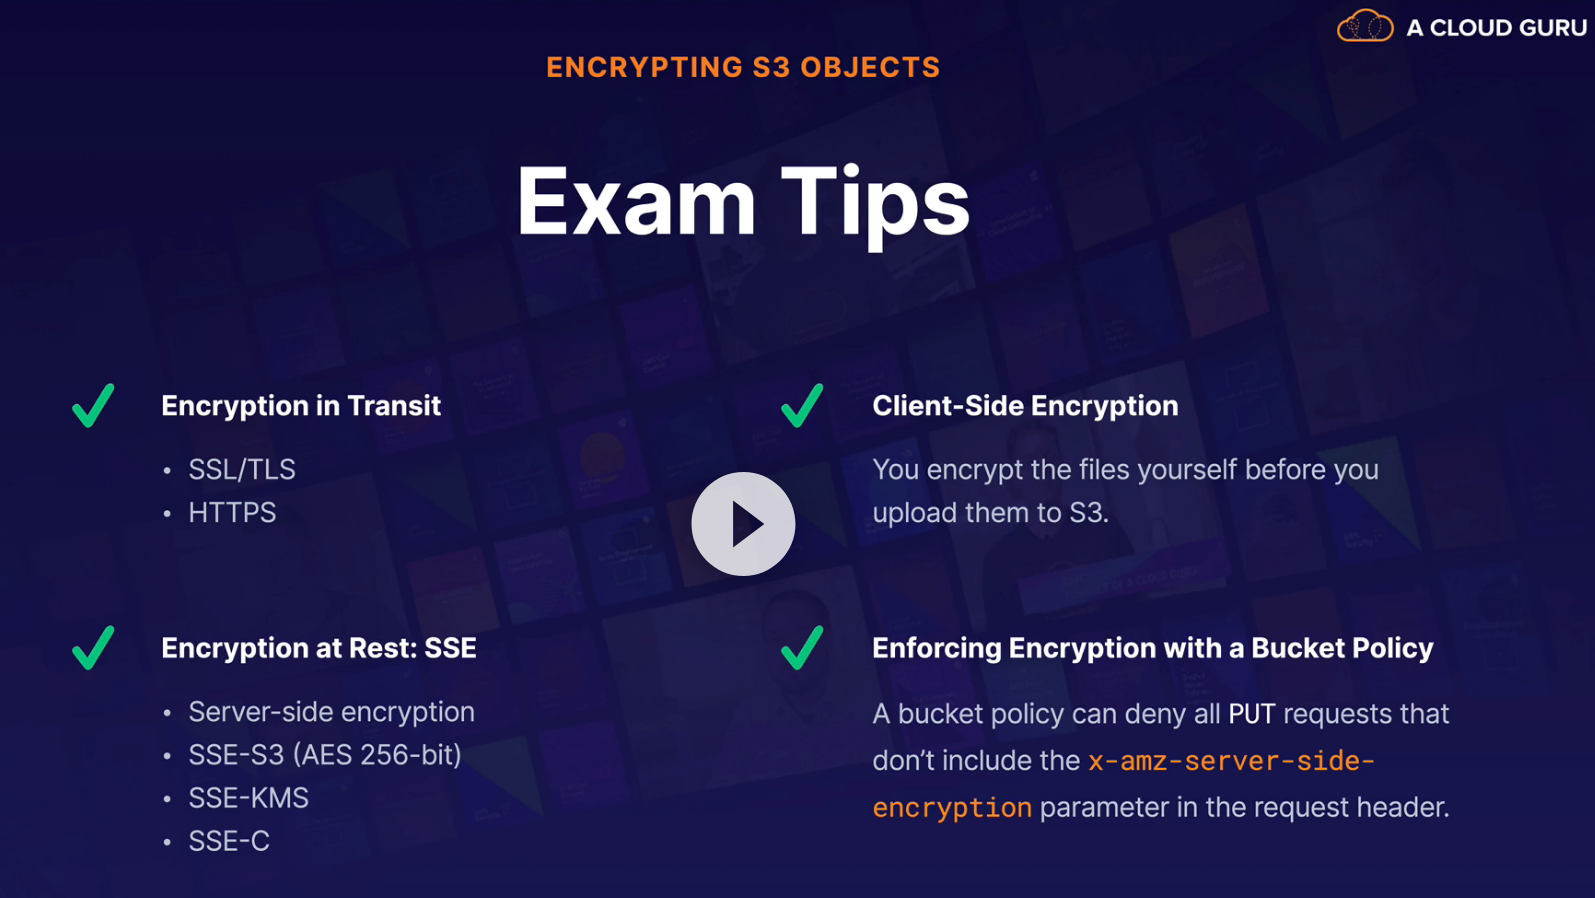 A CLOUD GURU
ENCRYPTING S3 OBJECTS
Exam Tips
Encryption in Transit
• SSL/TLS
• HTTPS
Client-Side Encryption
You encrypt the files yourself before you
upload them to S3.
Encryption at Rest: SSE
• Server-side encryption
• SSE-S3 (AES 256-bit)
• SSE-KMS
• SSE-C
Enforcing Encryption with a Bucket Policy
A bucket policy can deny all PUT requests that
don’t include the x-amz-server-side-
encryption parameter in the request header.